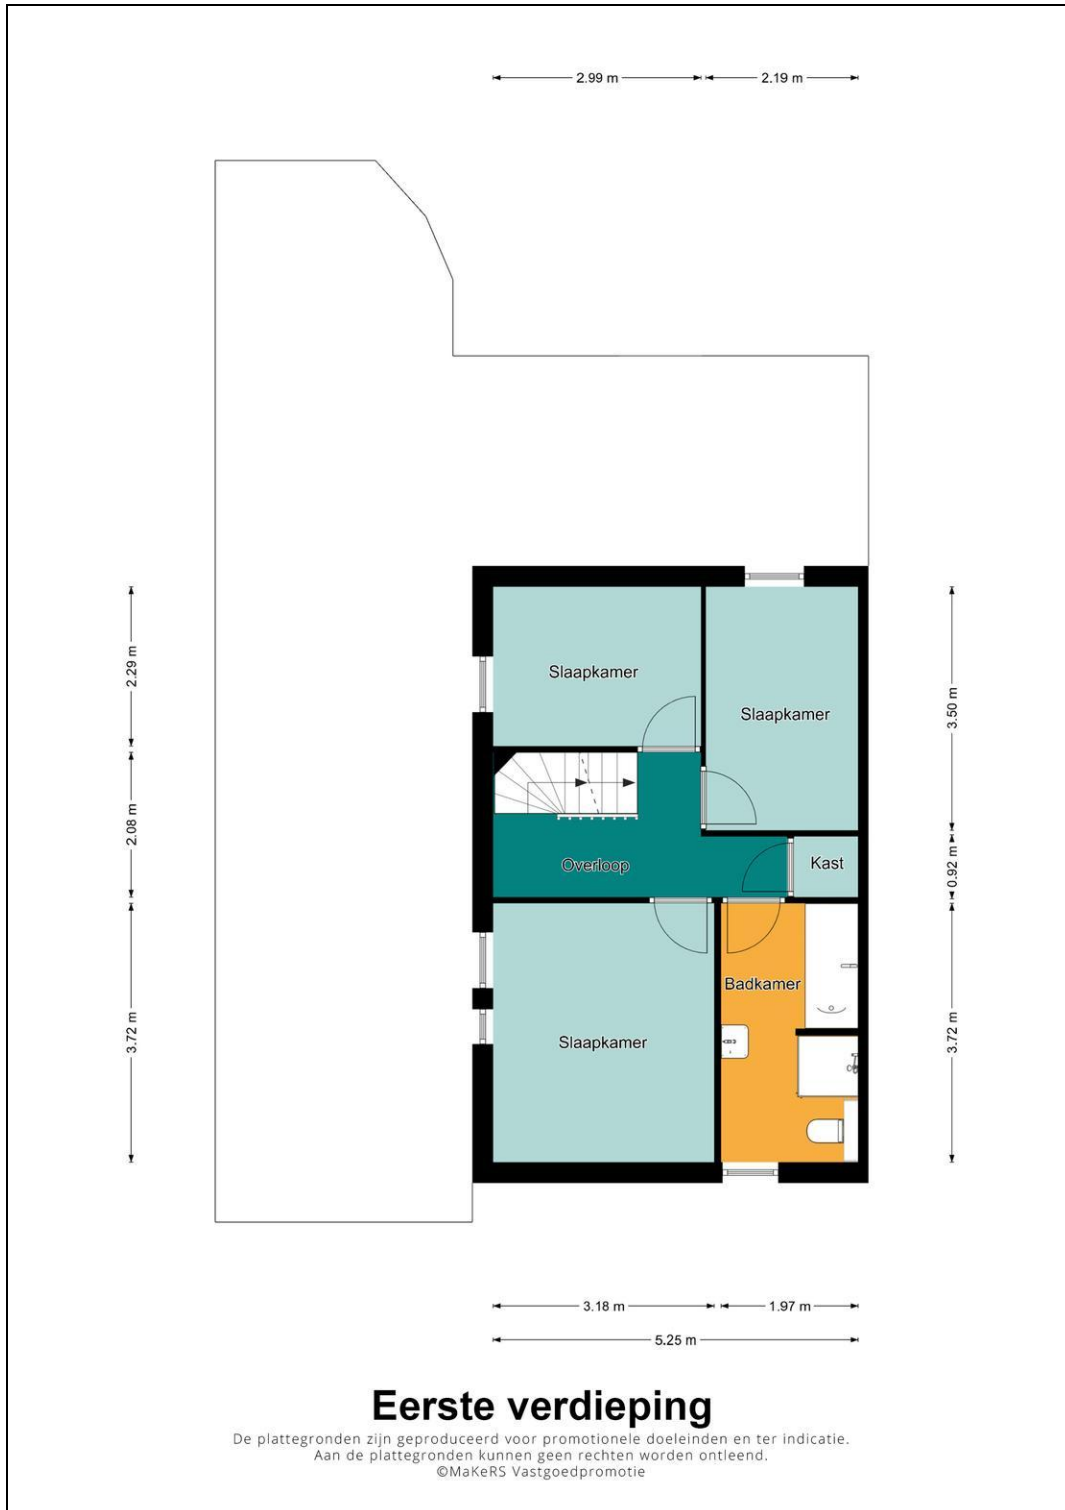 2.99 m
2.19 m
2.29 m
2.08 m
3.72 m
3.50 m
0.92 m
3.72 m
Slaapkamer
Slaapkamer
Overloop
Kast
Badkamer
Slaapkamer
3.18 m
1.97 m
5.25 m
Eerste verdieping
De plattegronden zijn geproduceerd voor promotionele doeleinden en ter indicatie.
Aan de plattegronden kunnen geen rechten worden ontleend.
©MaKeRS Vastgoedpromotie